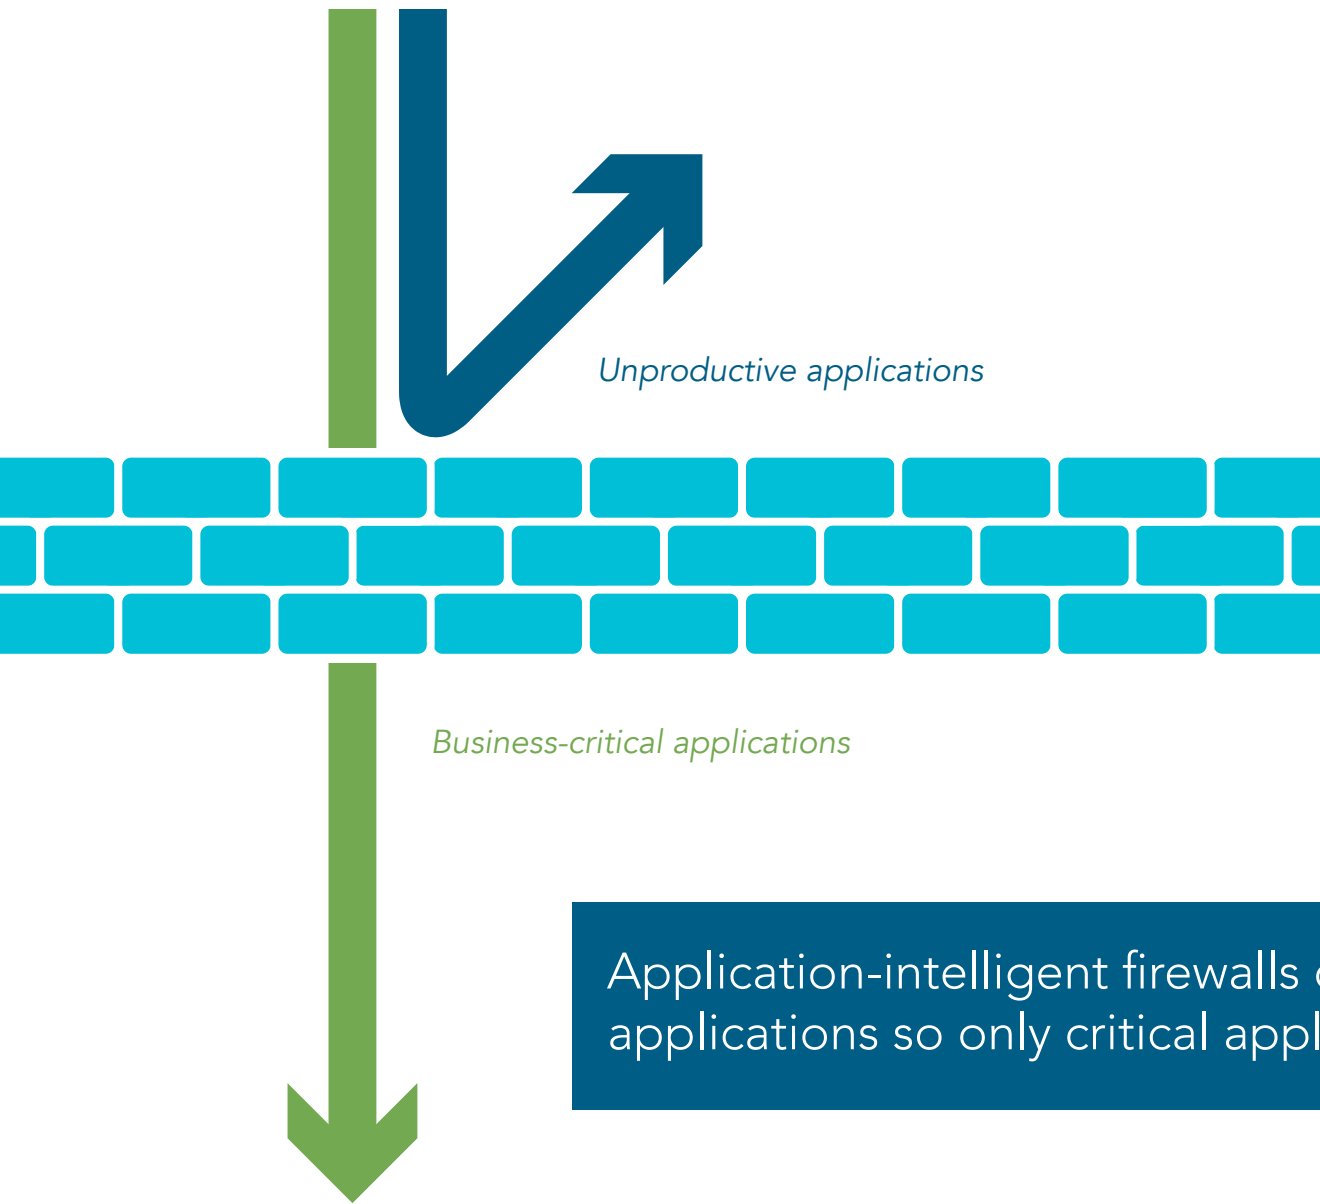 Unproductive applications
Business-critical applications
Application-intelligent firewalls
applications so only critical